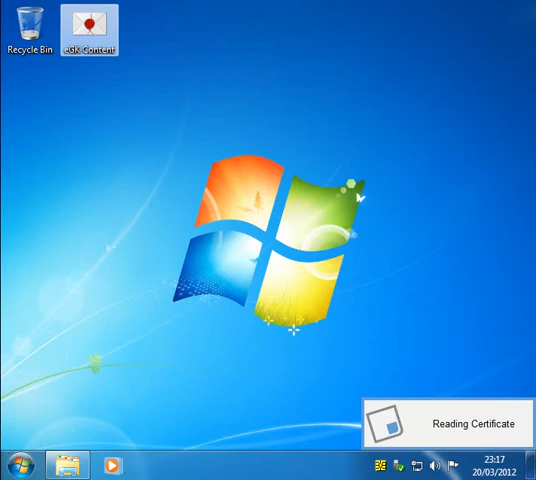 Recycle Bin
eGK Content
Reading Certificate
23:17
20/03/2012